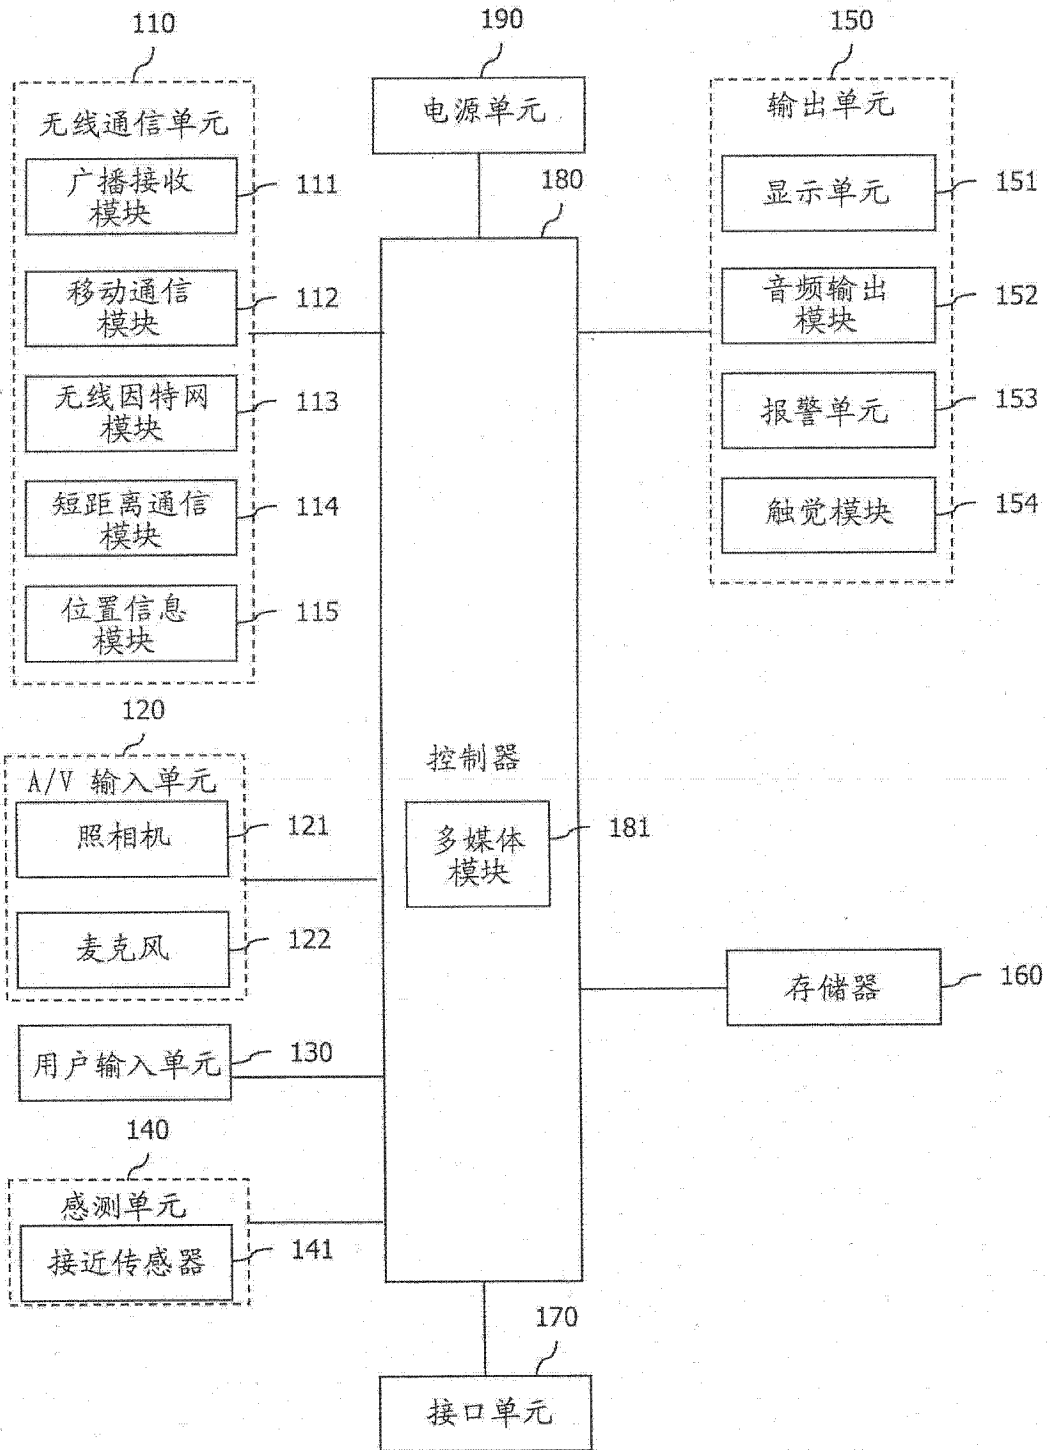 110
无线通信单元
广播接收
模块
111
移动通信
模块
112
无线因特网
模块
113
短距离通信
模块
114
位置信息
模块
115
120
A/V 输入单元
照相机
121
麦克风
122
用户输入单元
130
140
感测单元
接近传感器
141
190
电源单元
180
控制器
多媒体
模块
181
170
接口单元
150
输出单元
显示单元
151
音频输出
模块
152
报警单元
153
触觉模块
154
存储器
160